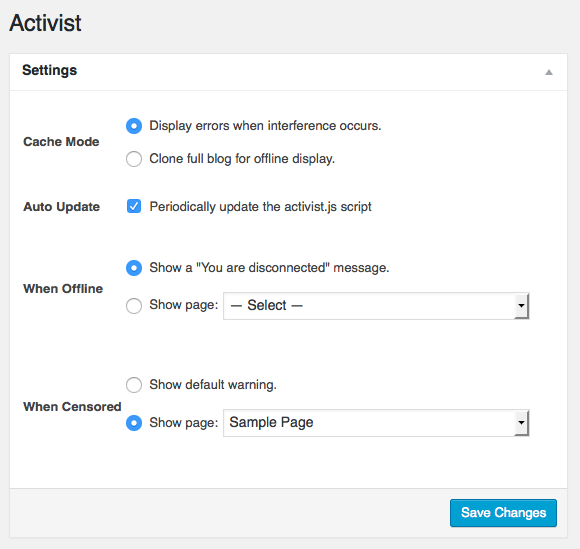 Activist
Settings
Cache Mode
Display errors when interference occurs.
Clone full blog for offline display.
Auto Update
Periodically update the activist.js script
When Offline
Show a "You are disconnected" message.
Show page: — Select —
When Censored
Show default warning.
Show page: Sample Page
Save Changes